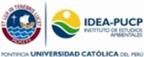 IDEA-PUCP
INSTITUTO DE ESTUDIOS
AMBIENTALES
PONTIFICIA UNIVERSIDAD CATÓLICA DEL PERÚ